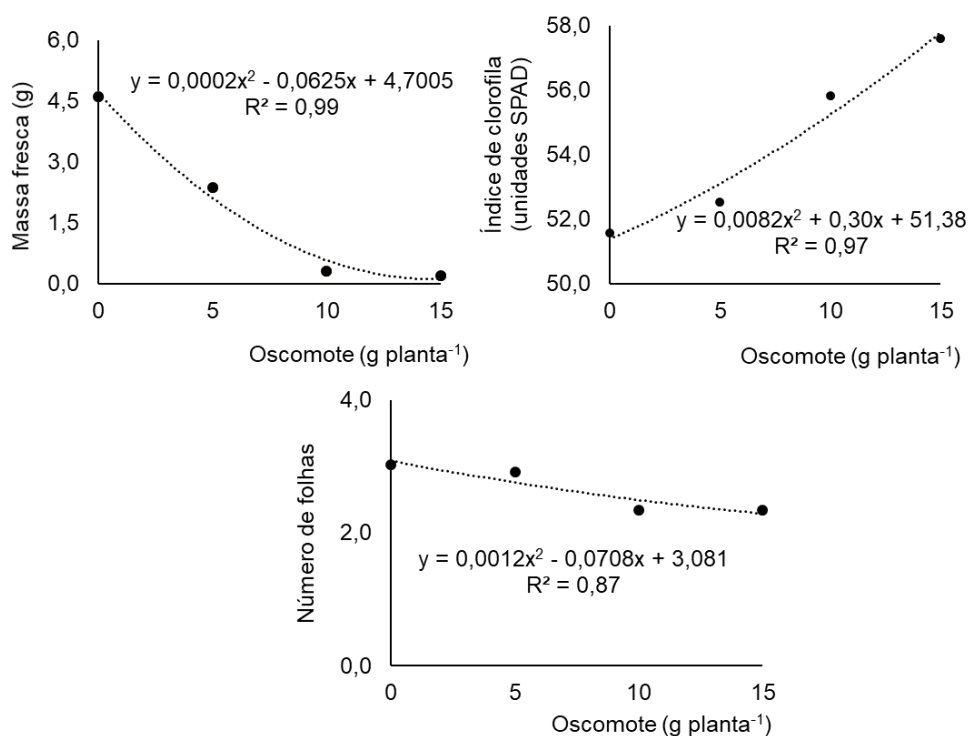 Massa fresca (g)
6,0
4,5
3,0
1,5
0,0
y = 0,0002x² - 0,0625x + 4,7005
R² = 0,99
0 5 10 15
Oscomote (g planta⁻¹)
Índice de clorofila
(unidades SPAD)
58,0
56,0
54,0
52,0
50,0
y = 0,0082x² + 0,30x + 51,38
R² = 0,97
0 5 10 15
Oscomote (g planta⁻¹)
Número de folhas
4,0
2,0
0,0
y = 0,0012x² - 0,0708x + 3,081
R² = 0,87
0 5 10 15
Oscomote (g planta⁻¹)